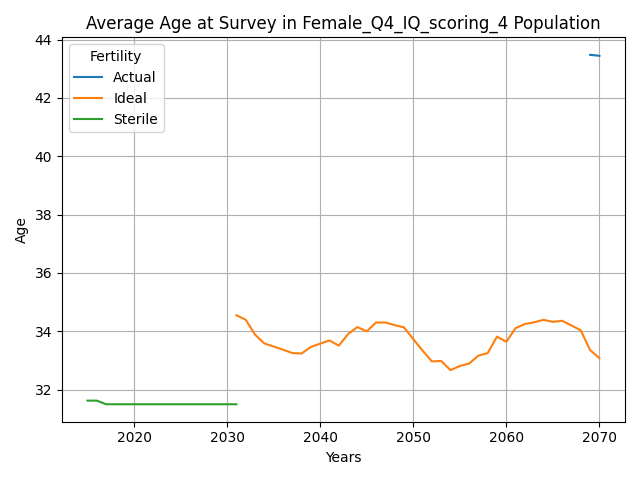 Average Age at Survey in Female_Q4_IQ_scoring_4 Population
Fertility
Actual
Ideal
Sterile
Age
44
42
40
38
36
34
32
2020 2030 2040 2050 2060 2070
Years